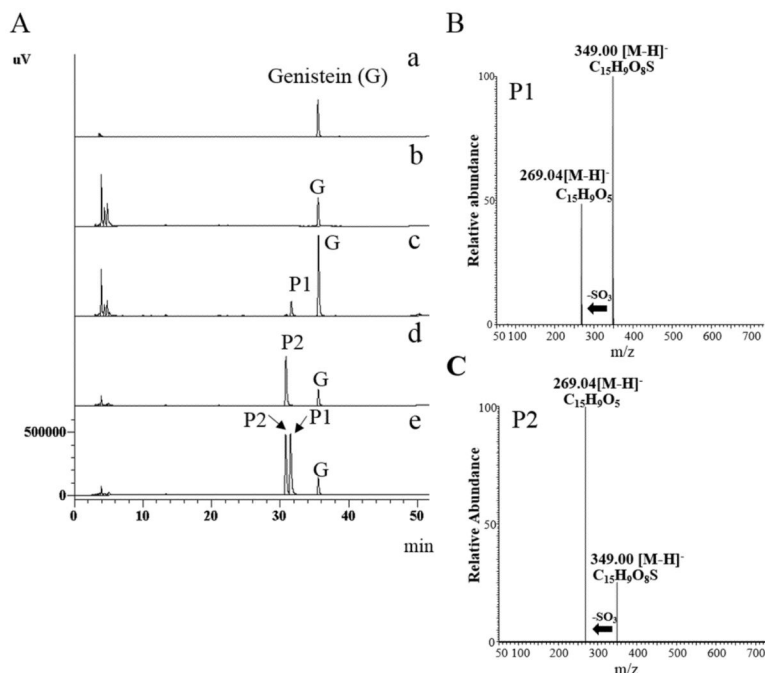 A
uV
a
Genistein (G)
b
G
c
G
P1
d
P2
G
e
P2 P1
G
500000
0
0 10 20 30 40 50
min
B
349.00 [M-H]-
C15H9O8S
P1
100
269.04[M-H]-
C15H9O5
50
-SO3
0
50 100 200 300 400 500 600 700
m/z
Relative abundance
C
269.04[M-H]-
C15H9O5
P2
100
50
349.00 [M-H]-
C15H9O8S
-SO3
0
50 100 200 300 400 500 600 700
m/z
Relative Abundance